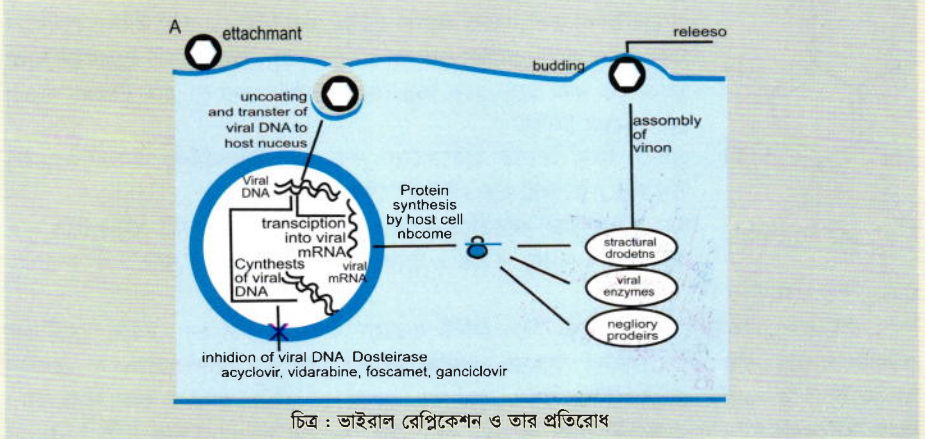 A
ettachmant
releeso
budding
uncoating
and transter of
viral DNA to
host nuceus
assombly
of
vinon
Viral
DNA
transciption
into viral
mRNA
viral
mRNA
Cynthests
of viral
DNA
Protein
synthesis
by host cell
nbcome
stractural
drodetns
viral
enzymes
negliory
prodeirs
inhidion of viral DNA Dosteirase
acyclovir, vidarabine, foscamet, ganciclovir
চিত্র : ভাইরাল রেপ্লিকেশন ও তার প্রতিরোধ